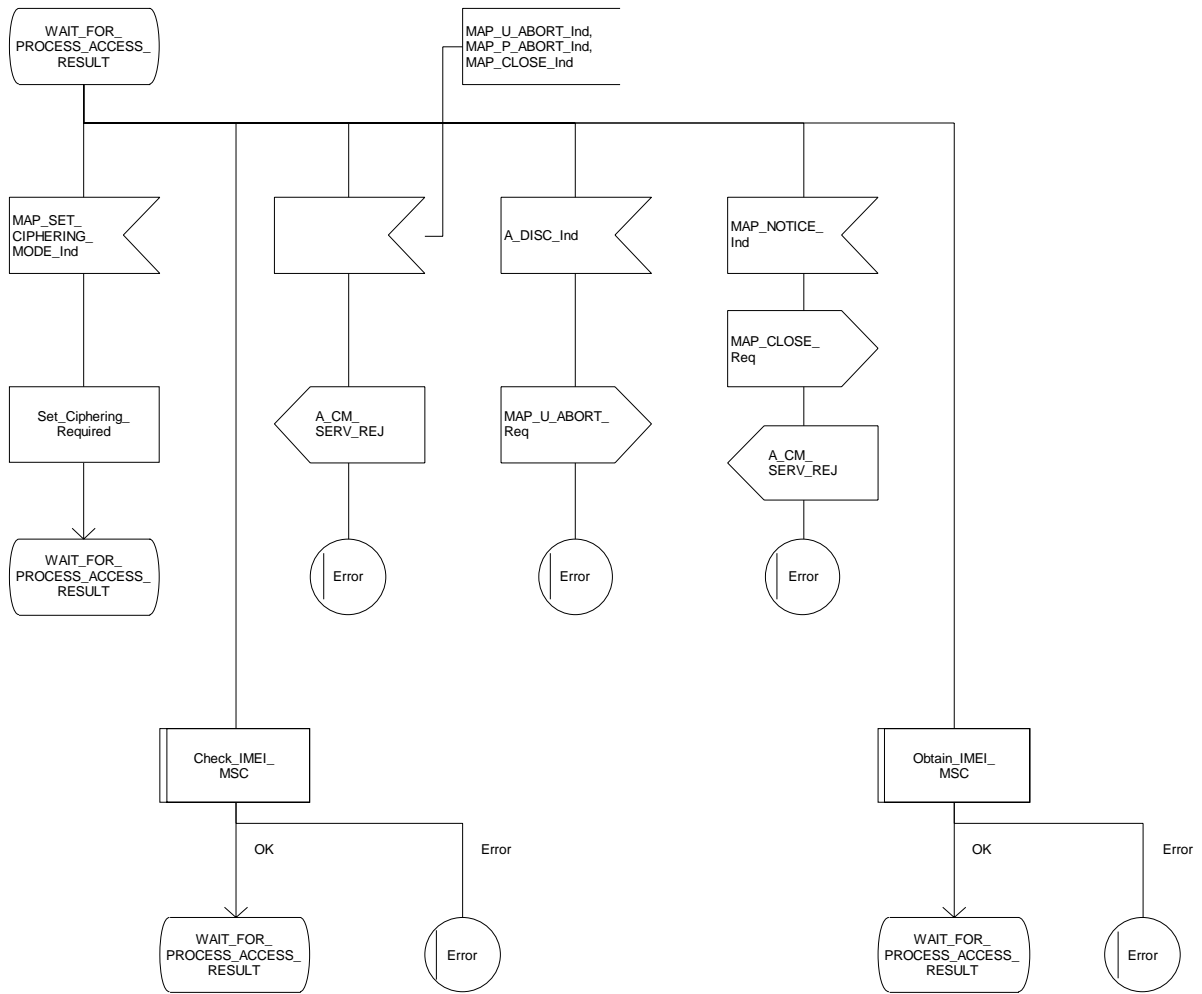 WAIT_FOR_
PROCESS_ACCESS_
RESULT
MAP_U_ABORT_Ind,
MAP_P_ABORT_Ind,
MAP_CLOSE_Ind
MAP_SET_
CIPHERING_
MODE_Ind
A_DISC_Ind
MAP_NOTICE_
Ind
MAP_CLOSE_
Req
Set_Ciphering_
Required
A_CM_
SERV_REJ
MAP_U_ABORT_
Req
A_CM_
SERV_REJ
WAIT_FOR_
PROCESS_ACCESS_
RESULT
Error
Error
Error
Check_IMEI_
MSC
Obtain_IMEI_
MSC
OK
Error
OK
Error
WAIT_FOR_
PROCESS_ACCESS_
RESULT
Error
WAIT_FOR_
PROCESS_ACCESS_
RESULT
Error